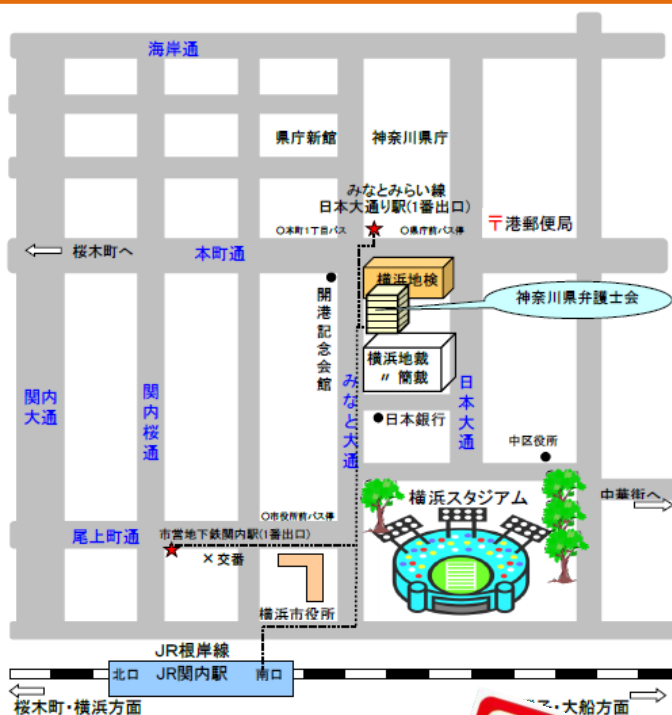 海岸通
県庁新館
神奈川県庁
みなとみらい線
日本大通り駅(1番出口)
○本町1丁目バス
○県庁前バス停
〒港郵便局
桜木町へ
本町通
横浜地検
神奈川県弁護士会
開港記念会館
横浜地裁
〃 簡裁
関内
大通
関内桜通
みなと大通
日本大通
●日本銀行
中区役所
横浜スタジアム
中華街へ
○市役所前バス停
尾上町通
市営地下鉄関内駅(1番出口)
×交番
横浜市役所
JR根岸線
北口
JR関内駅
南口
桜木町・横浜方面
子・大船方面